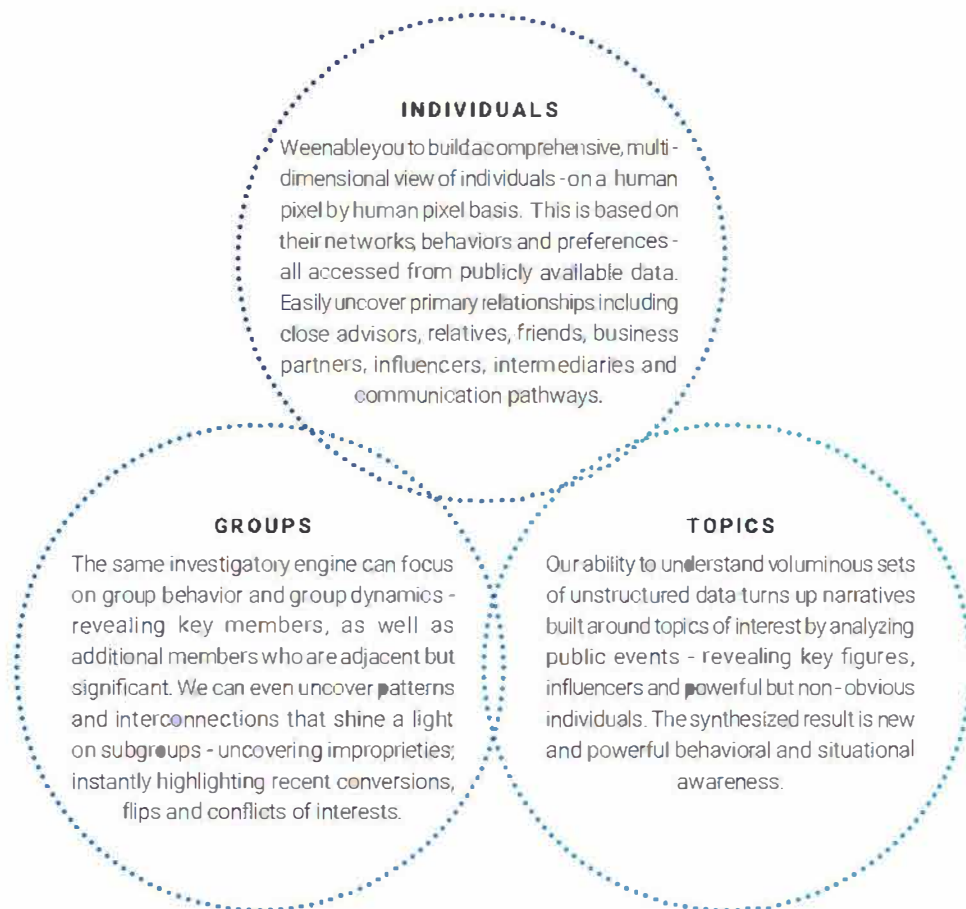 INDIVIDUALS
We enable you to build a comprehensive, multi-
dimensional view of individuals - on a human
pixel by human pixel basis. This is based on
their networks, behaviors and preferences -
all accessed from publicly available data.
Easily uncover primary relationships including
close advisors, relatives, friends, business
partners, influencers, intermediaries and
communication pathways.
GROUPS
The same investigatory engine can focus
on group behavior and group dynamics -
revealing key members, as well as
additional members who are adjacent but
significant. We can even uncover patterns
and interconnections that shine a light
on subgroups - uncovering improprieties;
instantly highlighting recent conversions,
flips and conflicts of interests.
TOPICS
Our ability to understand voluminous sets
of unstructured data turns up narratives
built around topics of interest by analyzing
public events - revealing key figures,
influencers and powerful but non-obvious
individuals. The synthesized result is new
and powerful behavioral and situational
awareness.